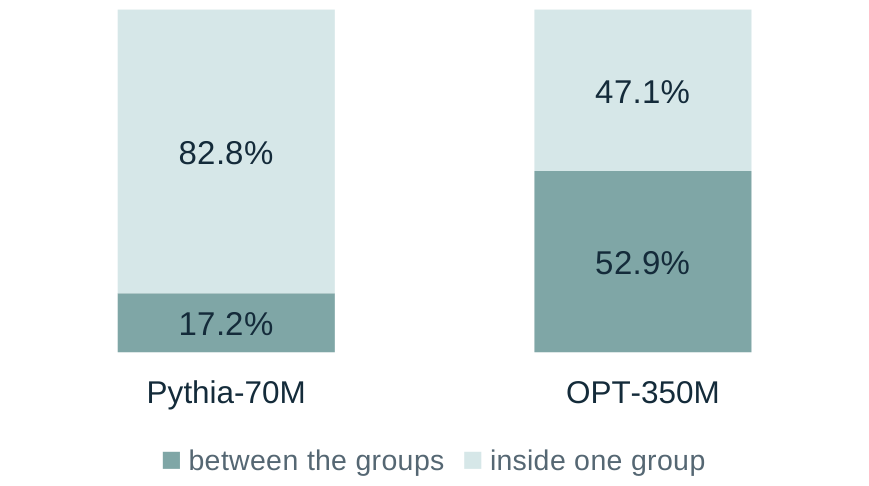 82.8%
47.1%
52.9%
17.2%
Pythia-70M
OPT-350M
between the groups
inside one group